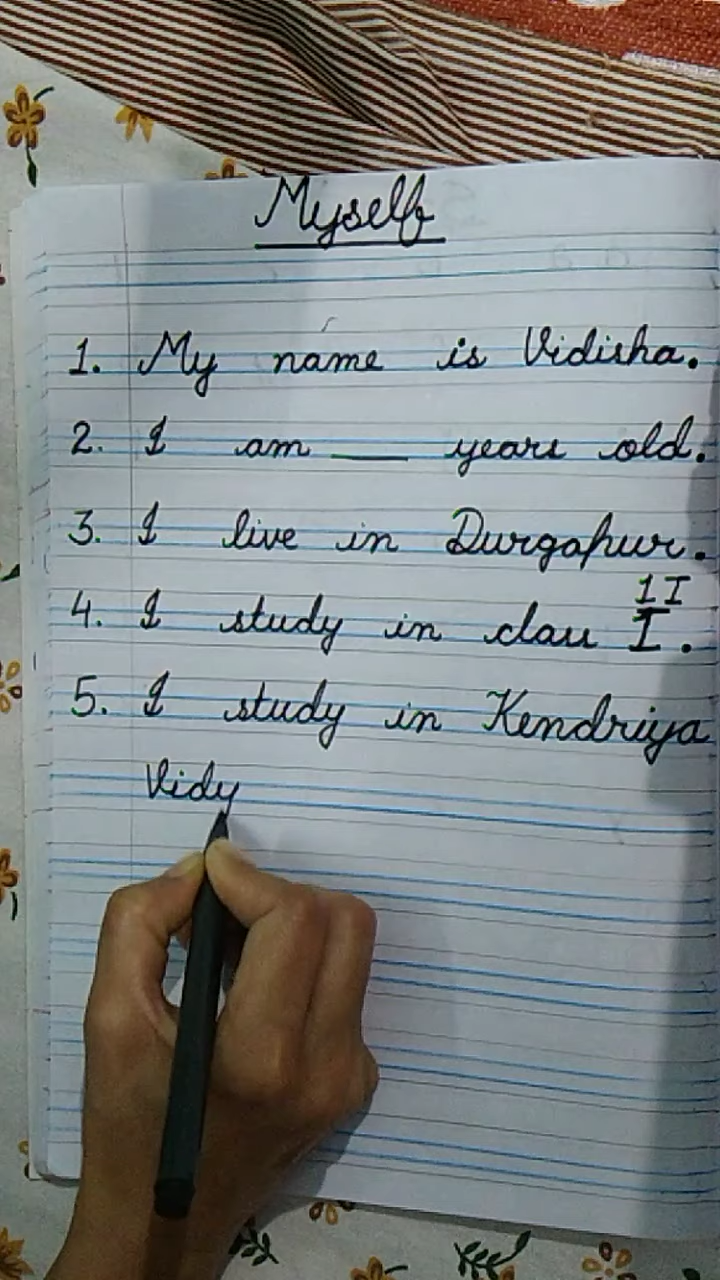 Myself
1. My name is Vidisha.
2. I am ___ years old.
3. I live in Durgapur.
1 I
4. I study in class I.
5. I study in Kendriya
Vidy